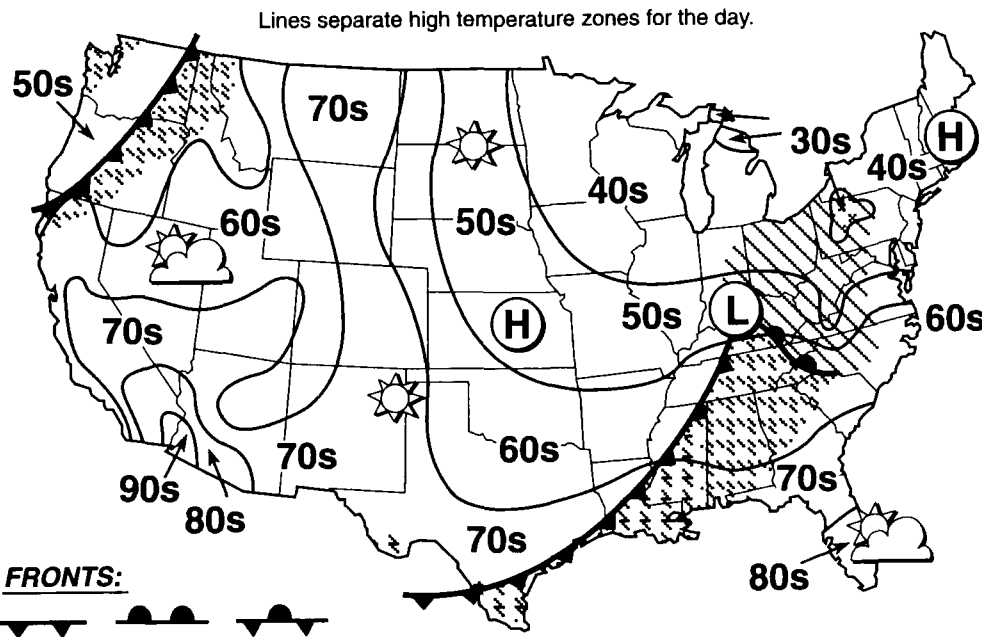 Lines separate high temperature zones for the day.
50s
70s
30s
H
40s
40s
60s
50s
H
50s
L
60s
70s
60s
70s
70s
90s
80s
70s
80s
FRONTS: